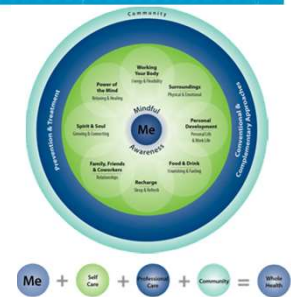 Community
Prevention & Treatment
Conventional &
Complementary Approaches
Working
Your Body
Energy & Flexibility
Surroundings
Physical & Emotional
Personal
Development
Personal Life
& Work Life
Food & Drink
Nourishing & Fueling
Recharge
Sleep & Refresh
Family, Friends
& Coworkers
Relationships
Spirit & Soul
Growing & Connecting
Power of
the Mind
Relaxing & Healing
Mindful
Awareness
Me
Me + Self Care + Professional Care + Community = Whole Health